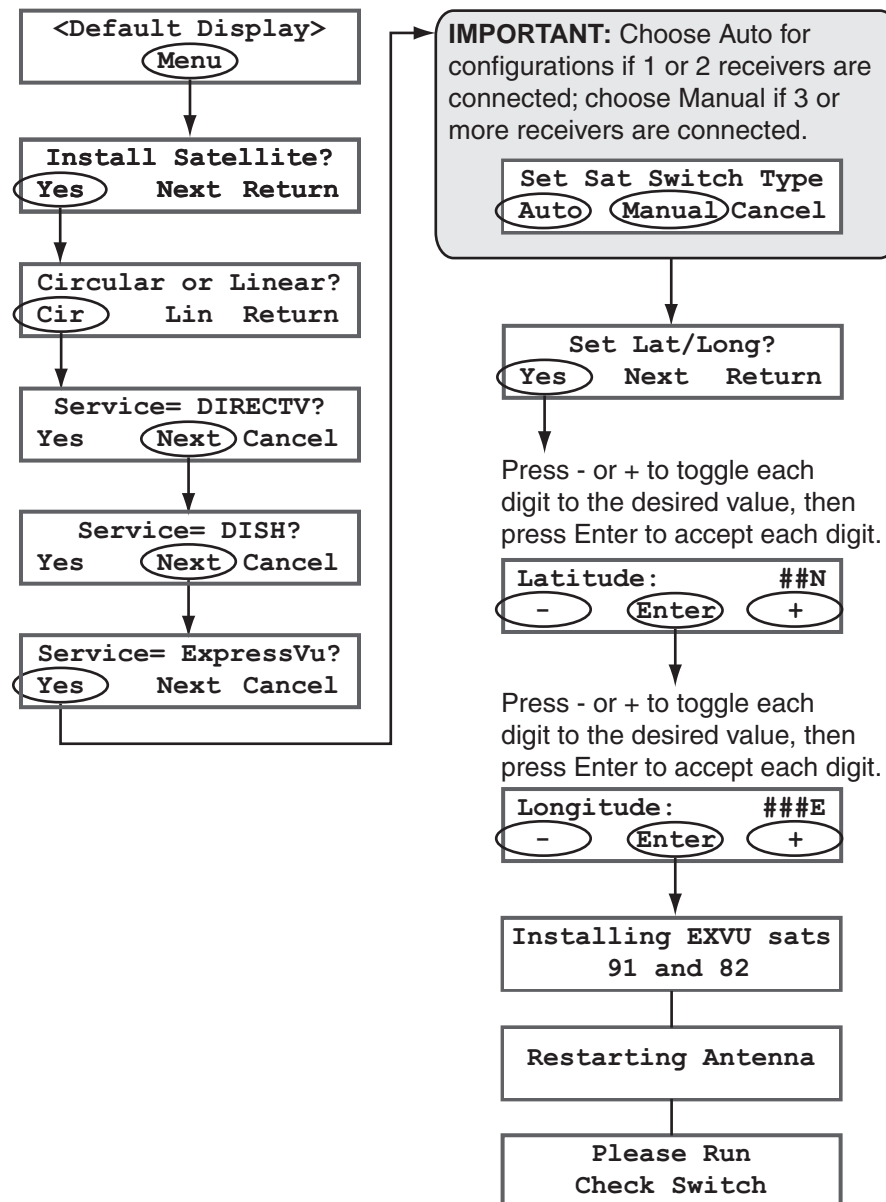 <Default Display>
Menu
Install Satellite?
Yes Next Return
Circular or Linear?
Cir Lin Return
Service= DIRECTV?
Yes Next Cancel
Service= DISH?
Yes Next Cancel
Service= ExpressVu?
Yes Next Cancel
IMPORTANT: Choose Auto for
configurations if 1 or 2 receivers are
connected; choose Manual if 3 or
more receivers are connected.
Set Sat Switch Type
Auto Manual Cancel
Set Lat/Long?
Yes Next Return
Press - or + to toggle each
digit to the desired value, then
press Enter to accept each digit.
Latitude: ##N
- Enter +
Press - or + to toggle each
digit to the desired value, then
press Enter to accept each digit.
Longitude: ###E
- Enter +
Installing EXVU sats
91 and 82
Restarting Antenna
Please Run
Check Switch